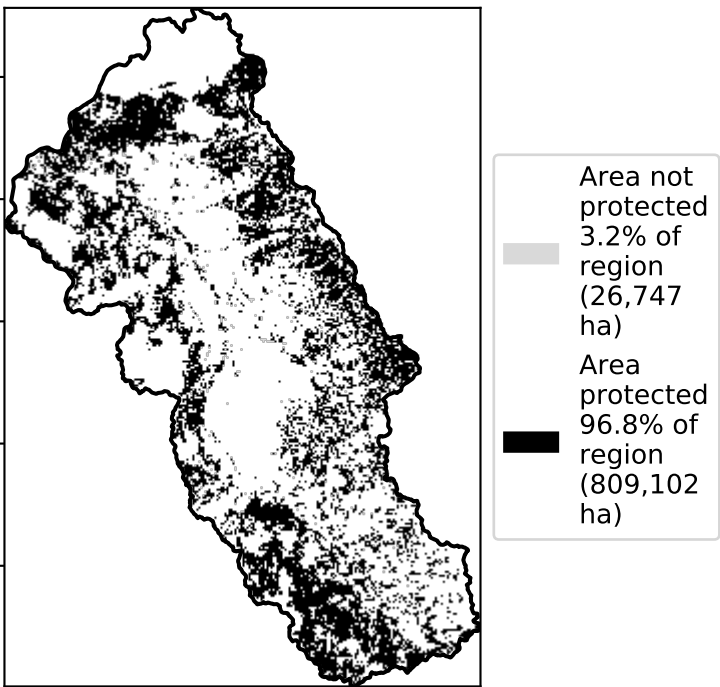 Area not
protected
3.2% of
region
(26,747
ha)
Area
protected
96.8% of
region
(809,102
ha)